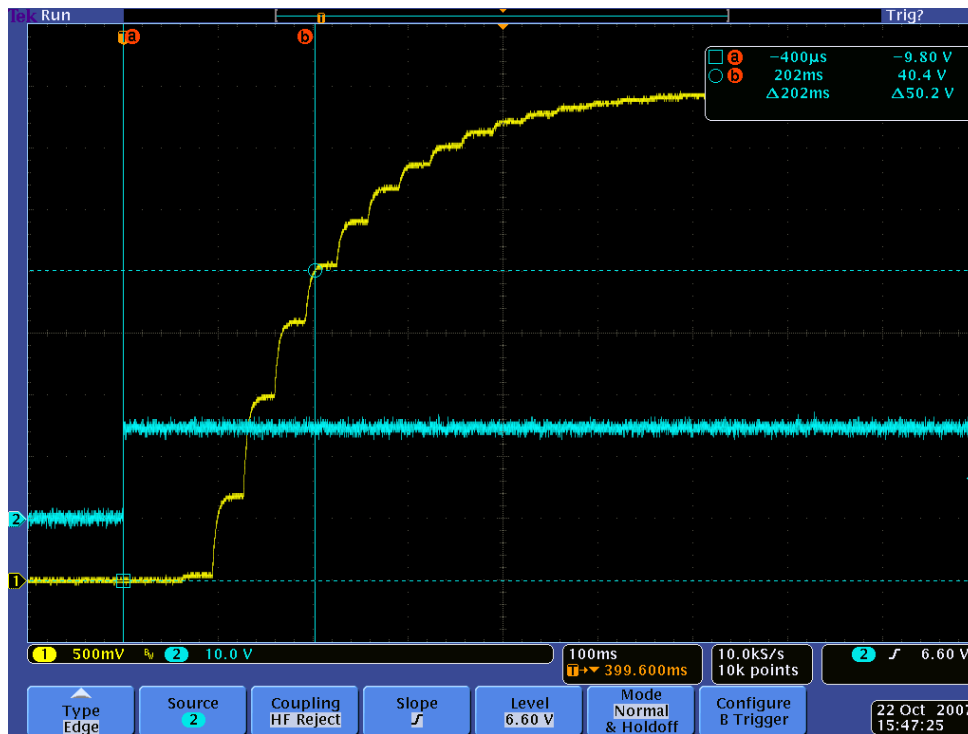 Tek Run Trig?
T a b T
a −400µs −9.80 V
b 202ms 40.4 V
Δ202ms Δ50.2 V
2
1
1 500mV BW 2 10.0 V
100ms
T→▼ 399.600ms
10.0kS/s
10k points
2 6.60 V
Type
Edge
Source
2
Coupling
HF Reject
Slope
Level
6.60 V
Mode
Normal
& Holdoff
Configure
B Trigger
22 Oct 2007
15:47:25